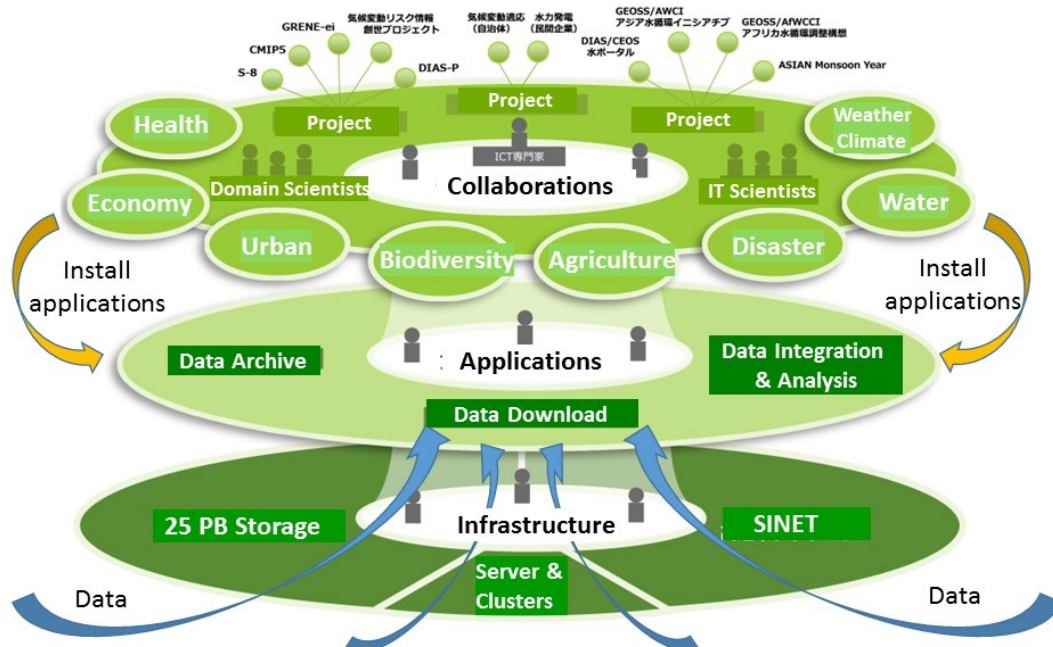 GEOSS/AWCI
アジア水循環イニシアチブ
GEOSS/AfWCCI
アフリカ水循環調整構想
GRENE-ei
気候変動リスク情報
創世プロジェクト
気候変動適応
(自治体)
水力発電
(民間企業)
DIAS/CEOS
水ポータル
CMIP5
S-8
DIAS-P
ASIAN Monsoon Year
Project
Project
Project
Health
Weather
Climate
ICT専門家
Domain Scientists
Collaborations
IT Scientists
Economy
Water
Urban
Biodiversity
Agriculture
Disaster
Install
applications
Install
applications
Data Archive
Applications
Data Integration
& Analysis
Data Download
25 PB Storage
Infrastructure
SINET
Server &
Clusters
Data
Data